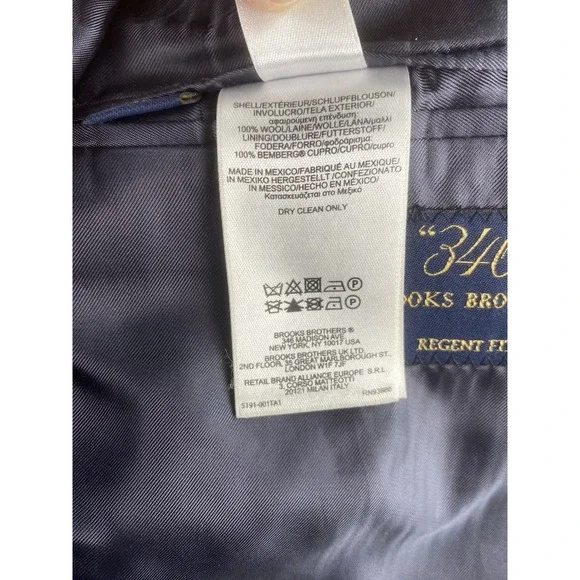 SHELL/EXTÉRIEUR/SCHLUPFBLOUSON/
INVOLUCRO/TELA EXTERIOR/
αφαιρούμενη επένδυση:
100% WOOL/LAINE/WOLLE/LANA/μαλλί
LINING/DOUBLURE/FUTTERSTOFF/
FODERA/FORRO/φοδράρισμα:
100% BEMBERG® CUPRO/CUPRO/cupro
MADE IN MEXICO/FABRIQUÉ AU MEXIQUE/
IN MEXIKO HERGESTELLT/CONFEZIONATO
IN MESSICO/HECHO EN MÉXICO/
Κατασκευάζεται στο Μεξικό
DRY CLEAN ONLY
BROOKS BROTHERS ®
346 MADISON AVE
NEW YORK, NY 10017 USA
BROOKS BROTHERS UK LTD.
2ND FLOOR, 35 GREAT MARLBOROUGH ST.,
LONDON W1F 7JF
RETAIL BRAND ALLIANCE EUROPE S.R.L
3, CORSO MATTEOTTI
20121 MILAN ITALY
5191-001TA1 RN93906
"346
OOKS BRO
REGENT FI